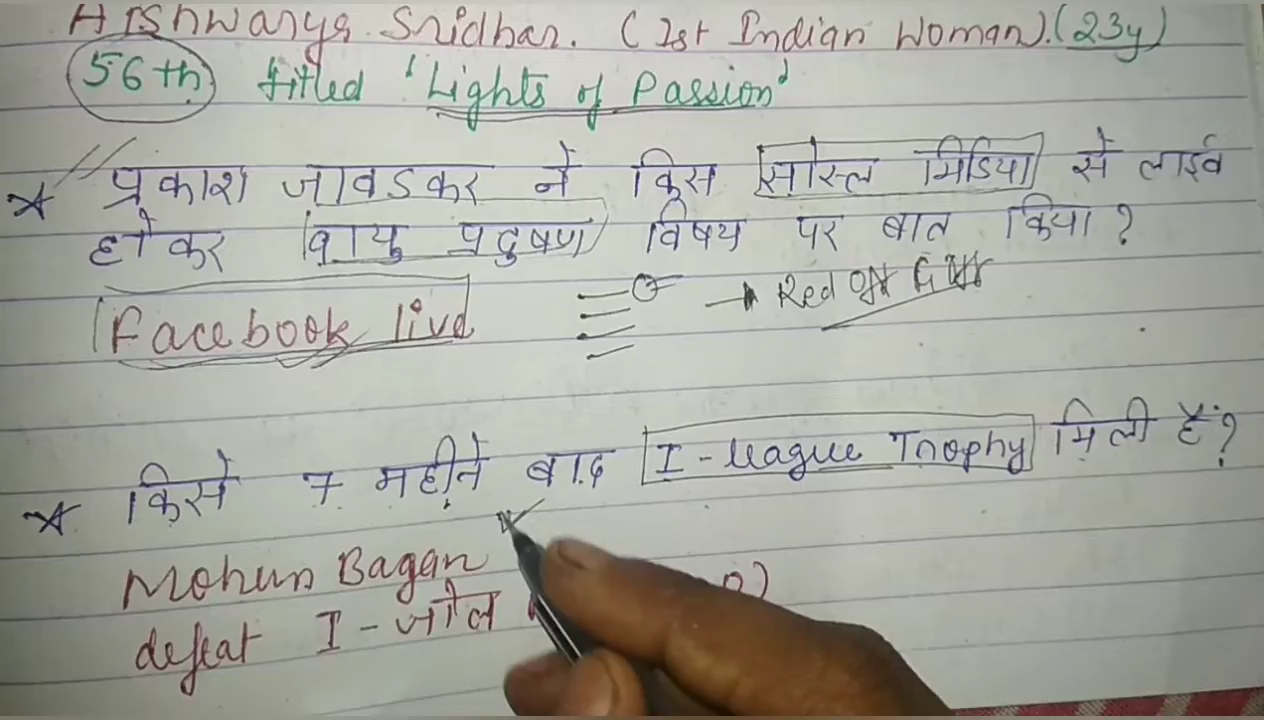 Aishwarya Sridhar. (1st Indian Woman).(23y)
56th titled 'Lights of Passion'
प्रकाश जावडकर ने किस सोस्ल मिडिया से लाईव
होकर वायु प्रदुषण विषय पर बात किया?
Facebook live → Red
किसे 7 महीने बाद I-league Trophy मिली है?
Mohun Bagan
defeat I-जोल